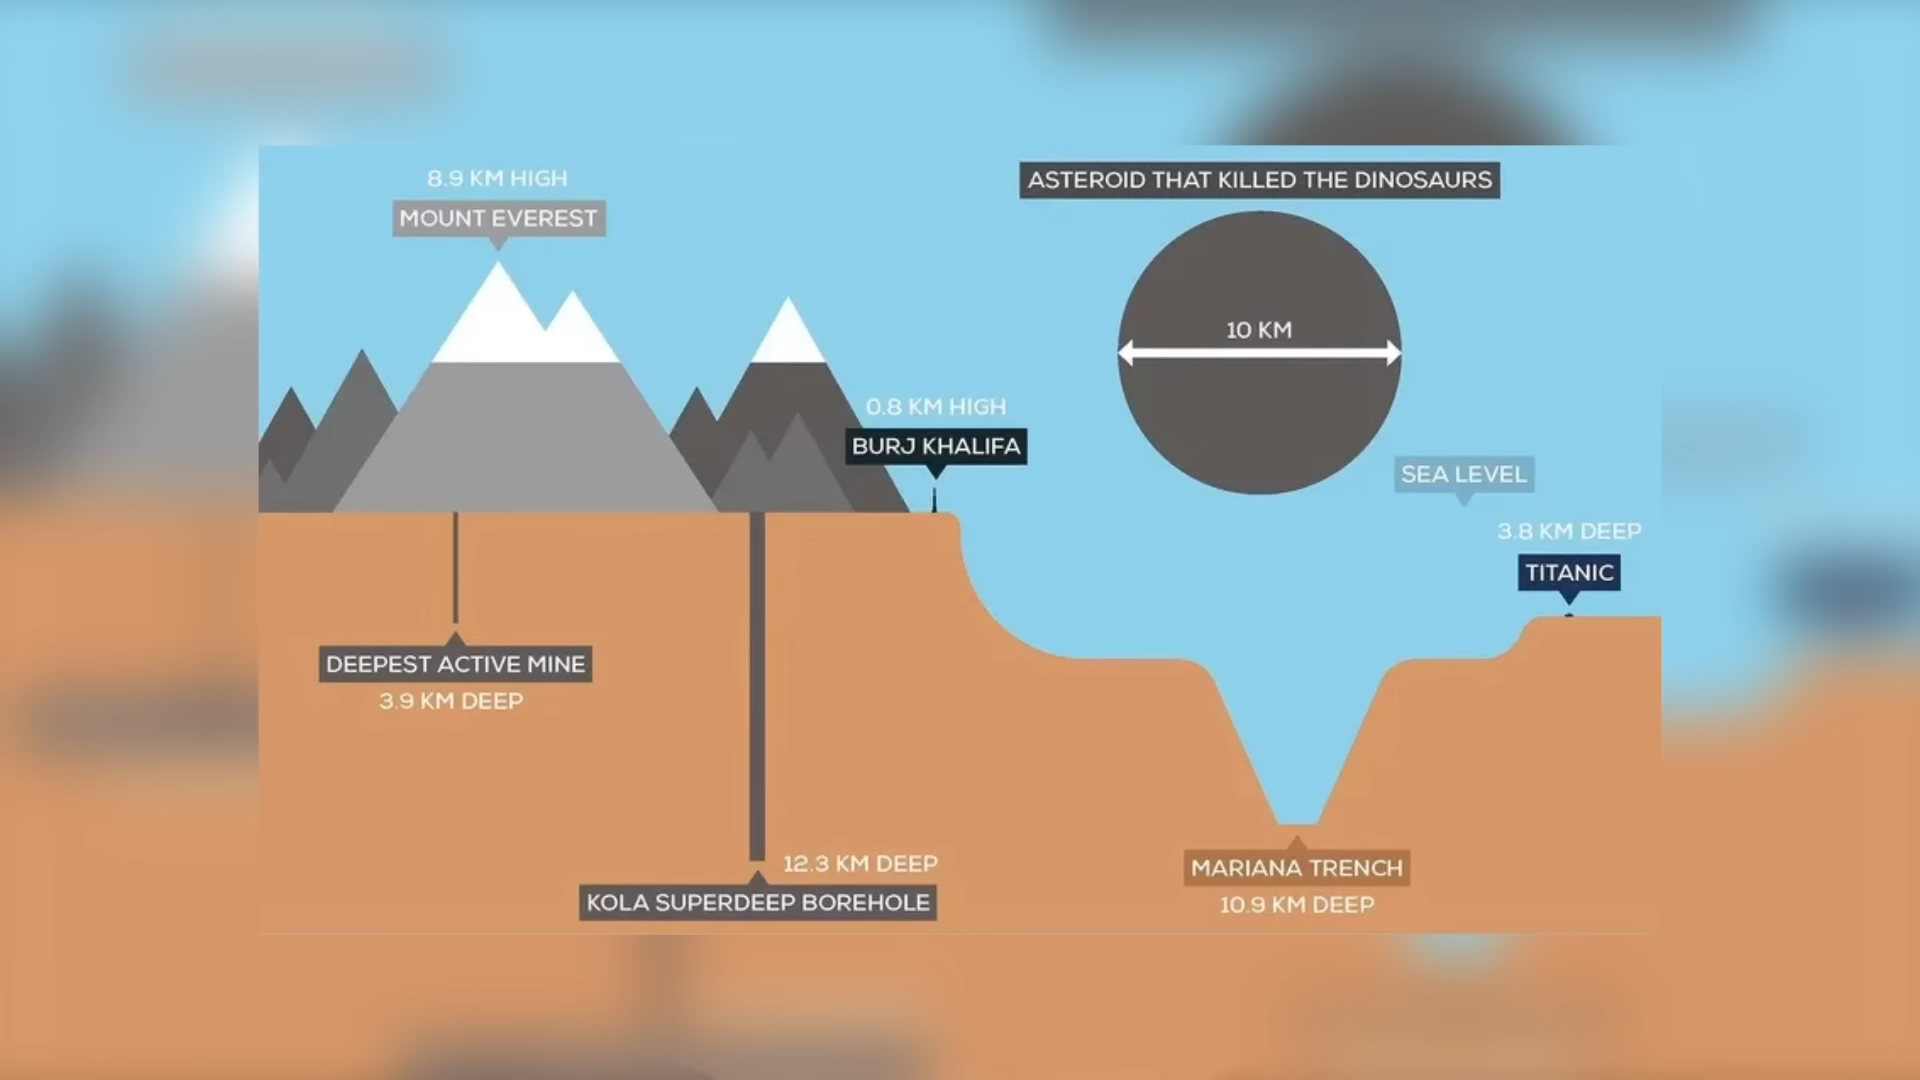 8.9 KM HIGH
MOUNT EVEREST
ASTEROID THAT KILLED THE DINOSAURS
10 KM
0.8 KM HIGH
BURJ KHALIFA
SEA LEVEL
3.8 KM DEEP
TITANIC
DEEPEST ACTIVE MINE
3.9 KM DEEP
12.3 KM DEEP
KOLA SUPERDEEP BOREHOLE
MARIANA TRENCH
10.9 KM DEEP